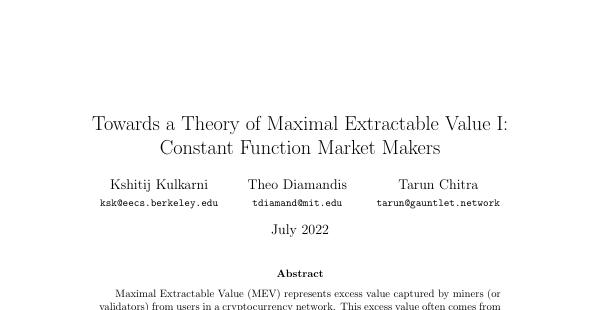 Towards a Theory of Maximal Extractable Value I:
Constant Function Market Makers
Kshitij Kulkarni Theo Diamandis Tarun Chitra
ksk@eecs.berkeley.edu tdiamand@mit.edu tarun@gauntlet.network
July 2022
Abstract
Maximal Extractable Value (MEV) represents excess value captured by miners (or
validators) from users in a cryptocurrency network. This excess value often comes from